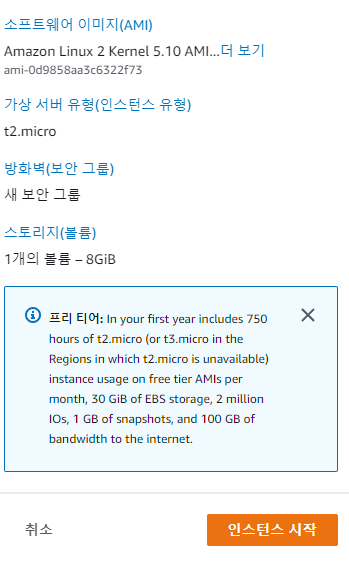 소프트웨어 이미지(AMI)
Amazon Linux 2 Kernel 5.10 AMI...더 보기
ami-0d9858aa3c6322f73
가상 서버 유형(인스턴스 유형)
t2.micro
방화벽(보안 그룹)
새 보안 그룹
스토리지(볼륨)
1개의 볼륨 – 8GiB
프리 티어: In your first year includes 750
hours of t2.micro (or t3.micro in the
Regions in which t2.micro is unavailable)
instance usage on free tier AMIs per
month, 30 GiB of EBS storage, 2 million
IOs, 1 GB of snapshots, and 100 GB of
bandwidth to the internet.
취소
인스턴스 시작